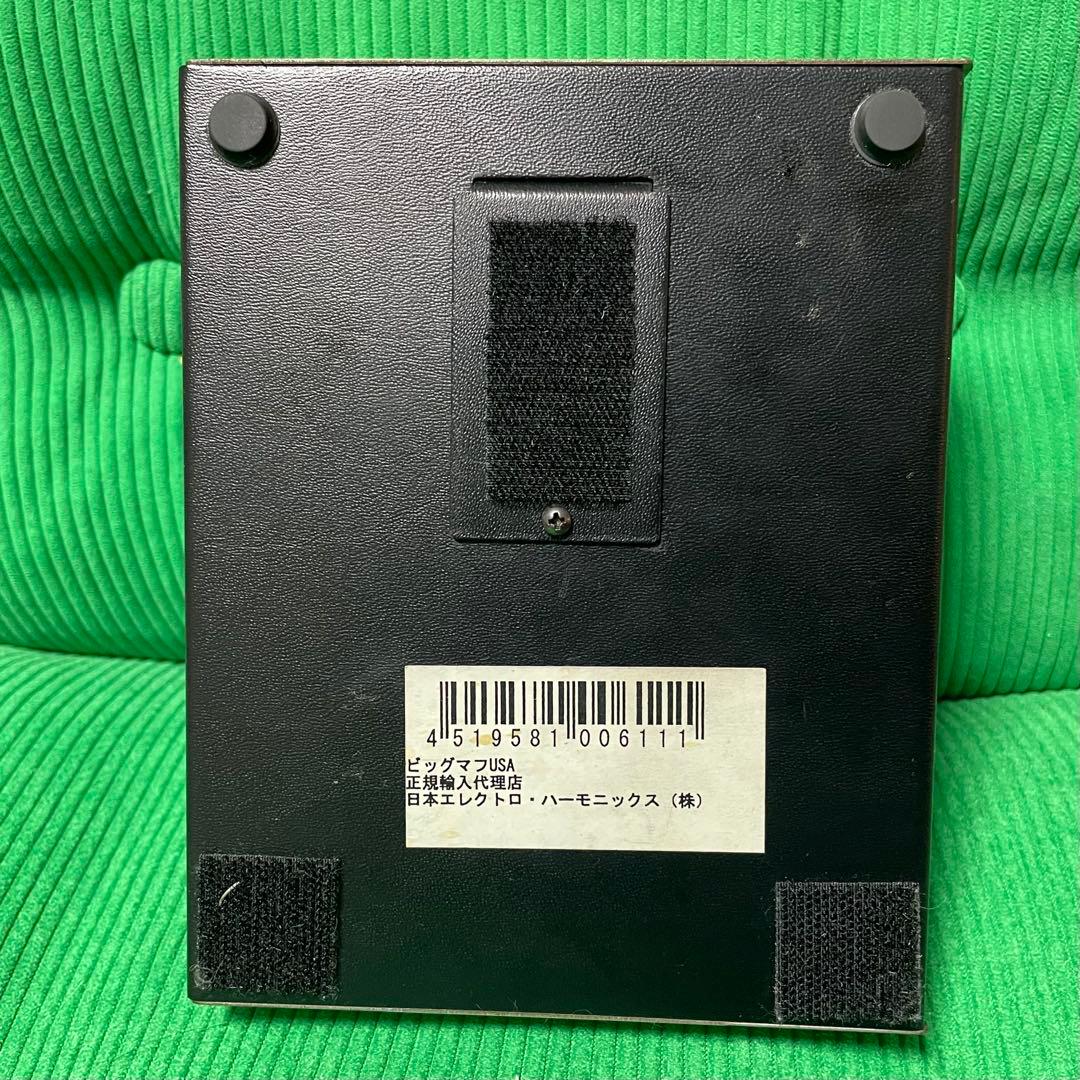 4 519581 006111
ビッグマフUSA
正規輸入代理店
日本エレクトロ・ハーモニックス（株）